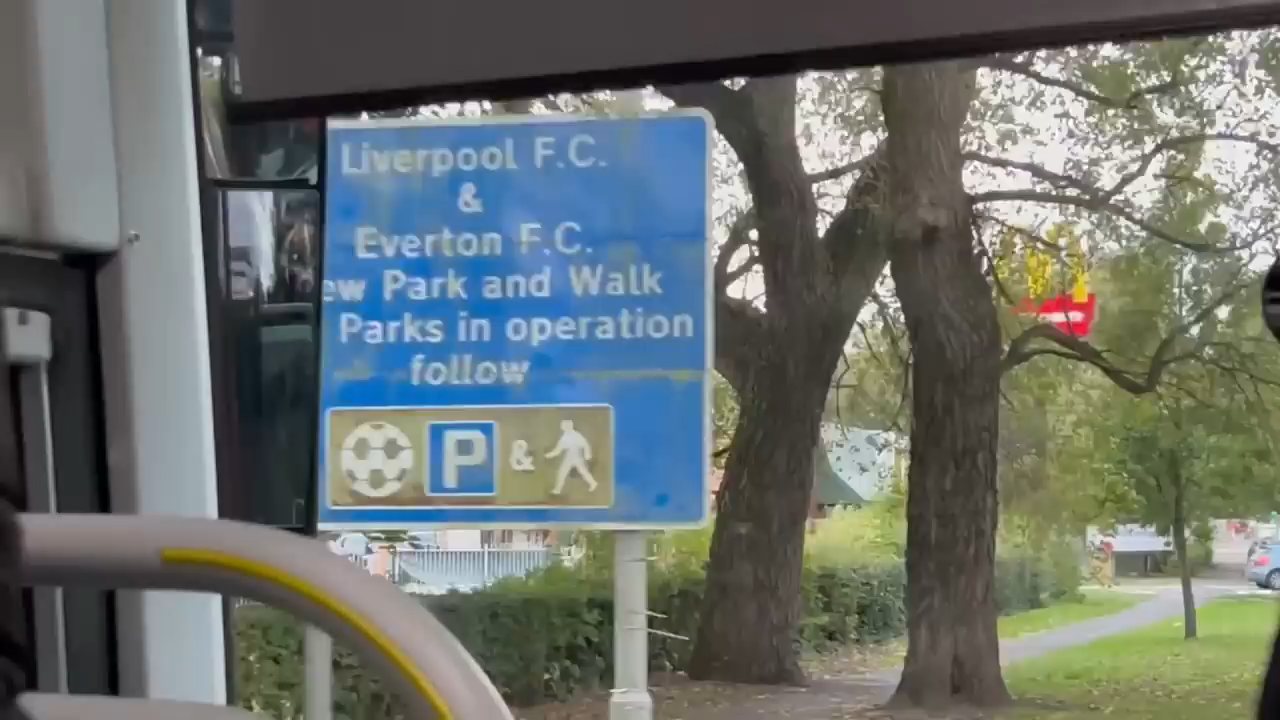 Liverpool F.C.
&
Everton F.C.
ew Park and Walk
Parks in operation
follow
P &